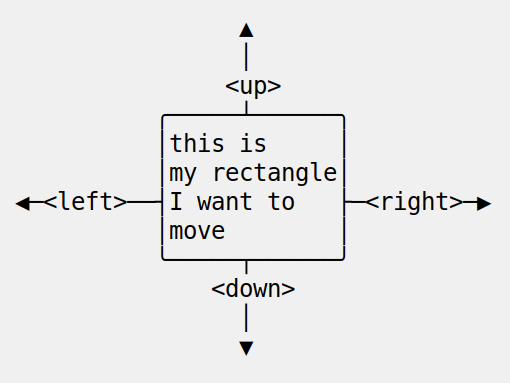 <up>
this is
my rectangle
<left> I want to <right>
move
<down>